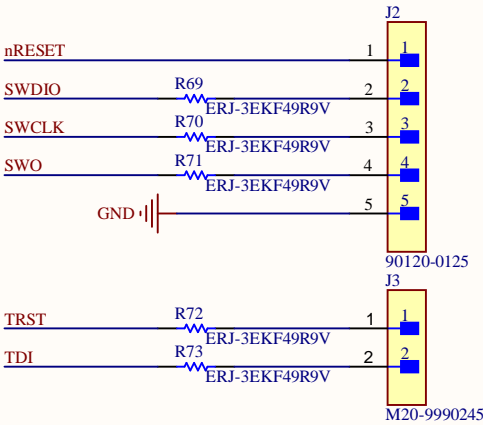 J2
nRESET 1 1
SWDIO R69 2 2
ERJ-3EKF49R9V
SWCLK R70 3 3
ERJ-3EKF49R9V
SWO R71 4 4
ERJ-3EKF49R9V
GND 5 5
90120-0125
J3
TRST R72 1 1
ERJ-3EKF49R9V
TDI R73 2 2
ERJ-3EKF49R9V
M20-9990245